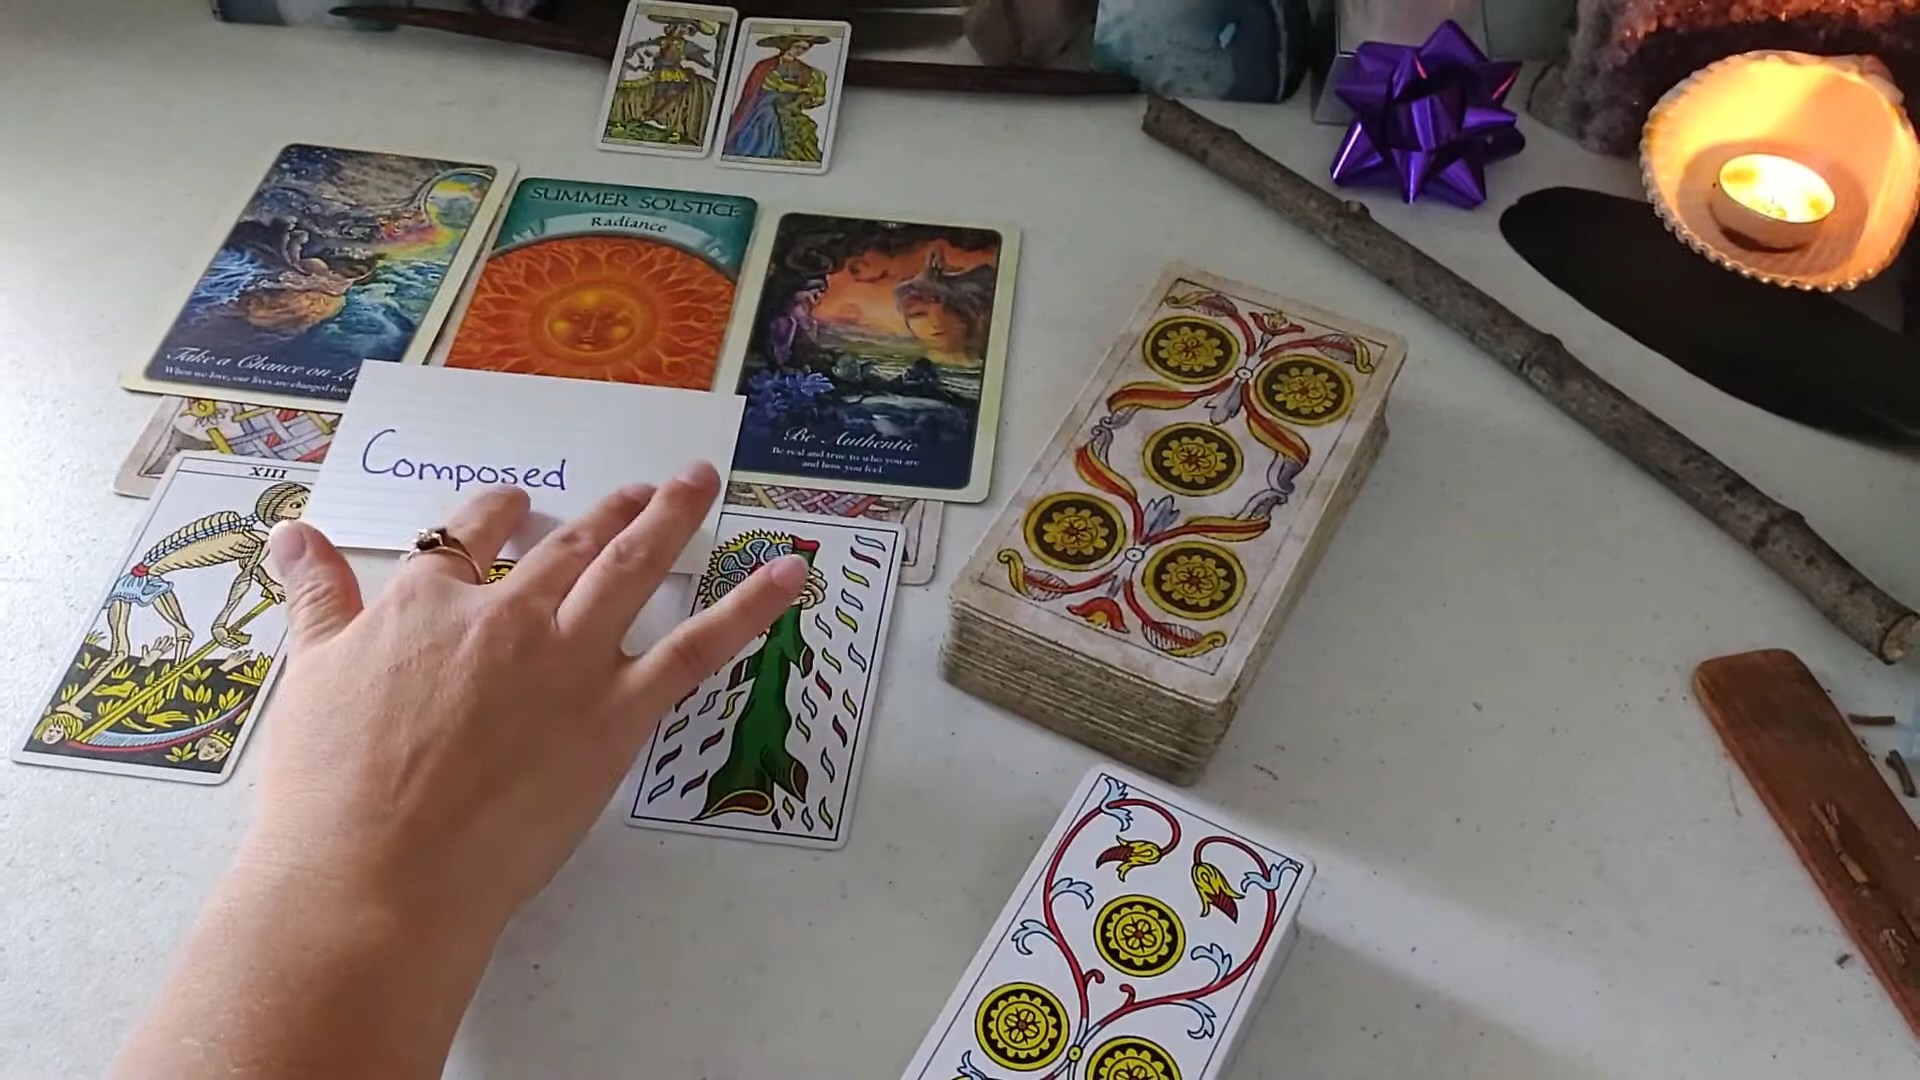 SUMMER SOLSTICE
Radiance
Take a Chance on
When we love, our lives are changed
Composed
Be Authentic
Be real and true to who you are
and how you feel
XIII